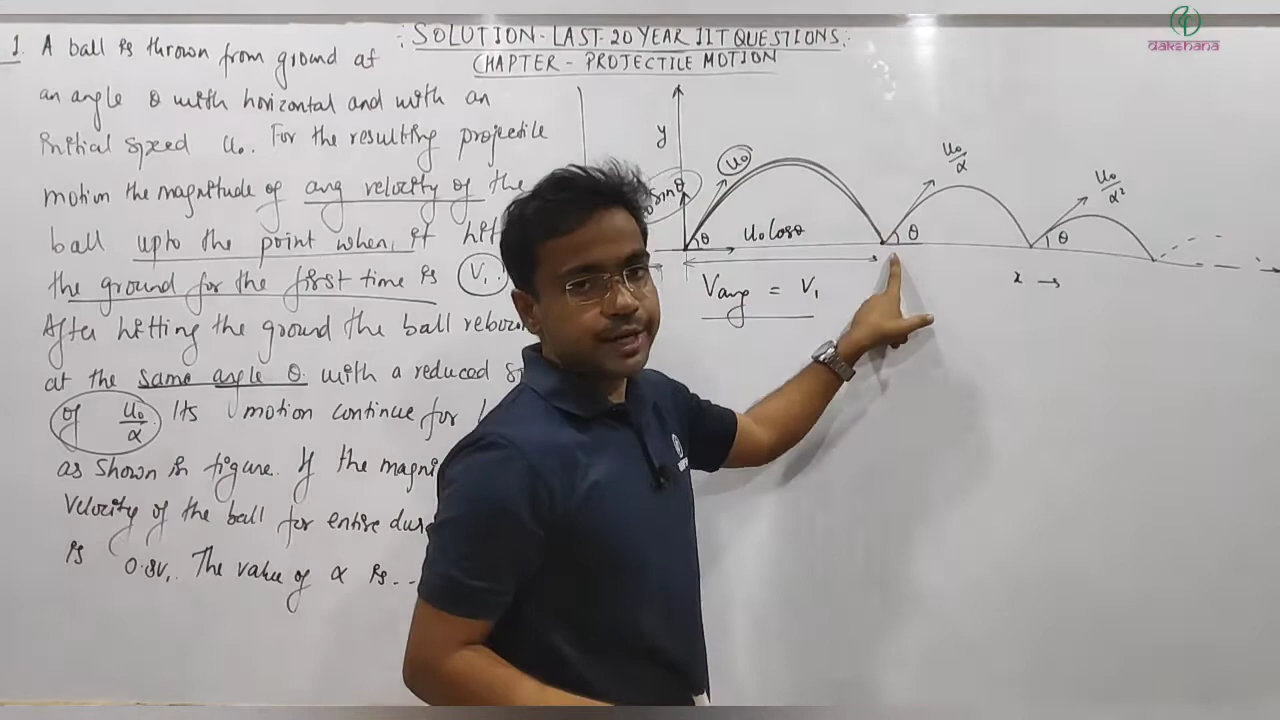 : SOLUTION - LAST - 20 YEAR IIT QUESTIONS :
CHAPTER - PROJECTILE MOTION
dakshana
1. A ball is thrown from ground at
an angle θ with horizontal and with an
initial speed u₀. For the resulting projectile
motion the magnitude of avg velocity of the
ball upto the point when it hits
the ground for the first time is V₁.
After hitting the ground the ball rebou
at the same angle θ. with a reduced s
of u₀/α. Its motion continue for l
as shown in figure. If the magni
velocity of the ball for entire du
is 0.8V₁. The value of α is...
y
u₀
sinθ
θ
u₀cosθ
u₀/α
θ
u₀/α²
θ
x →
Vavg = V₁